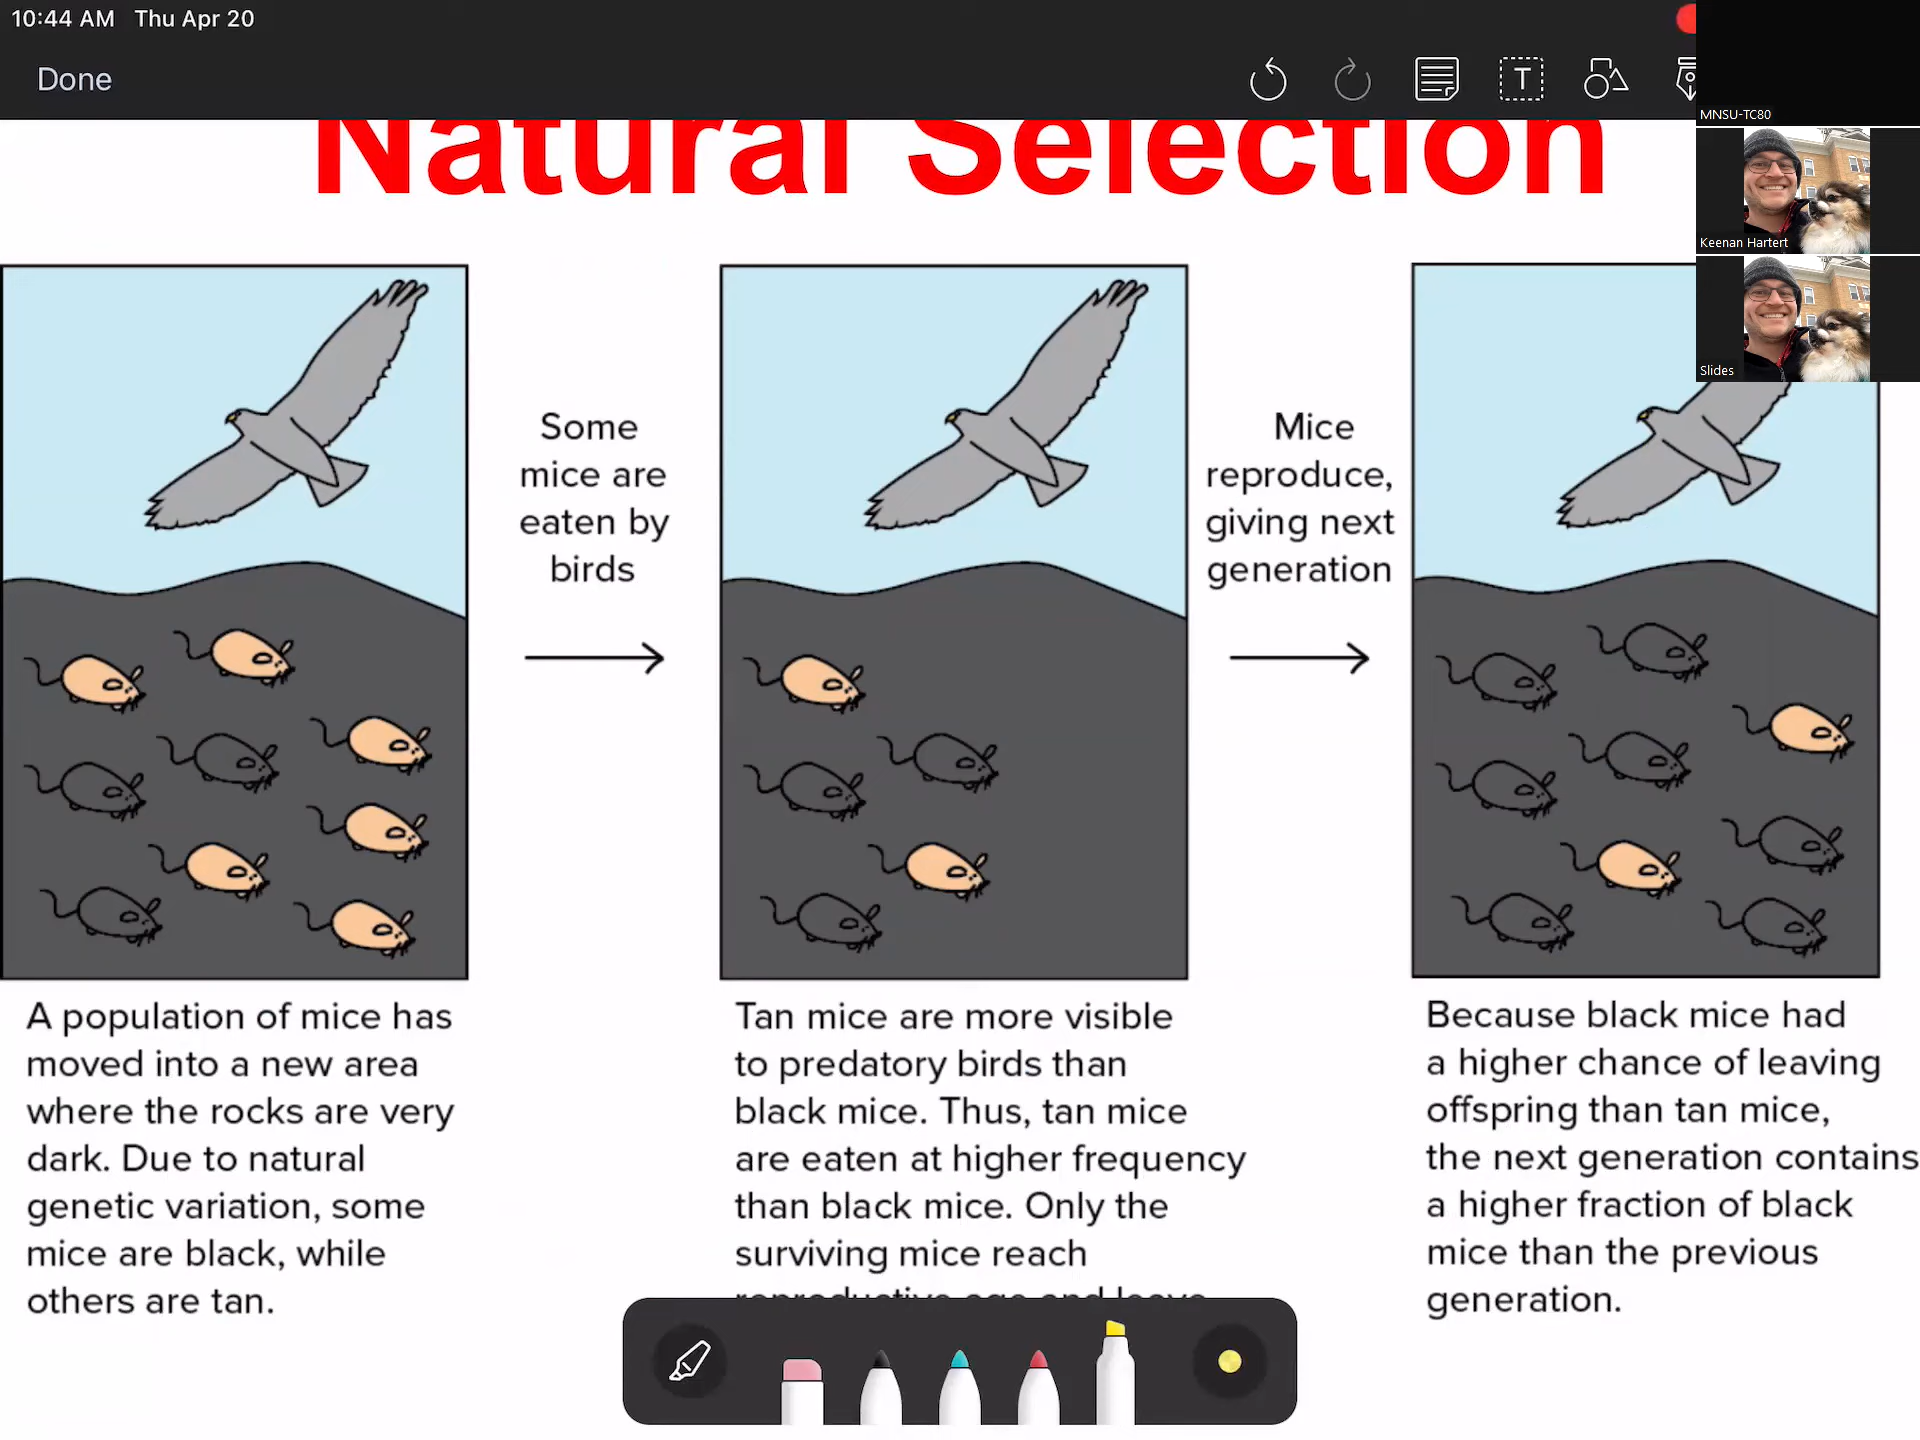 10:44 AM Thu Apr 20
Done
T
MNSU-TC80
Keenan Hartert
Slides
Natural Selection
Some
mice are
eaten by
birds
Mice
reproduce,
giving next
generation
A population of mice has
moved into a new area
where the rocks are very
dark. Due to natural
genetic variation, some
mice are black, while
others are tan.
Tan mice are more visible
to predatory birds than
black mice. Thus, tan mice
are eaten at higher frequency
than black mice. Only the
surviving mice reach
reproductive age and leave
Because black mice had
a higher chance of leaving
offspring than tan mice,
the next generation contains
a higher fraction of black
mice than the previous
generation.